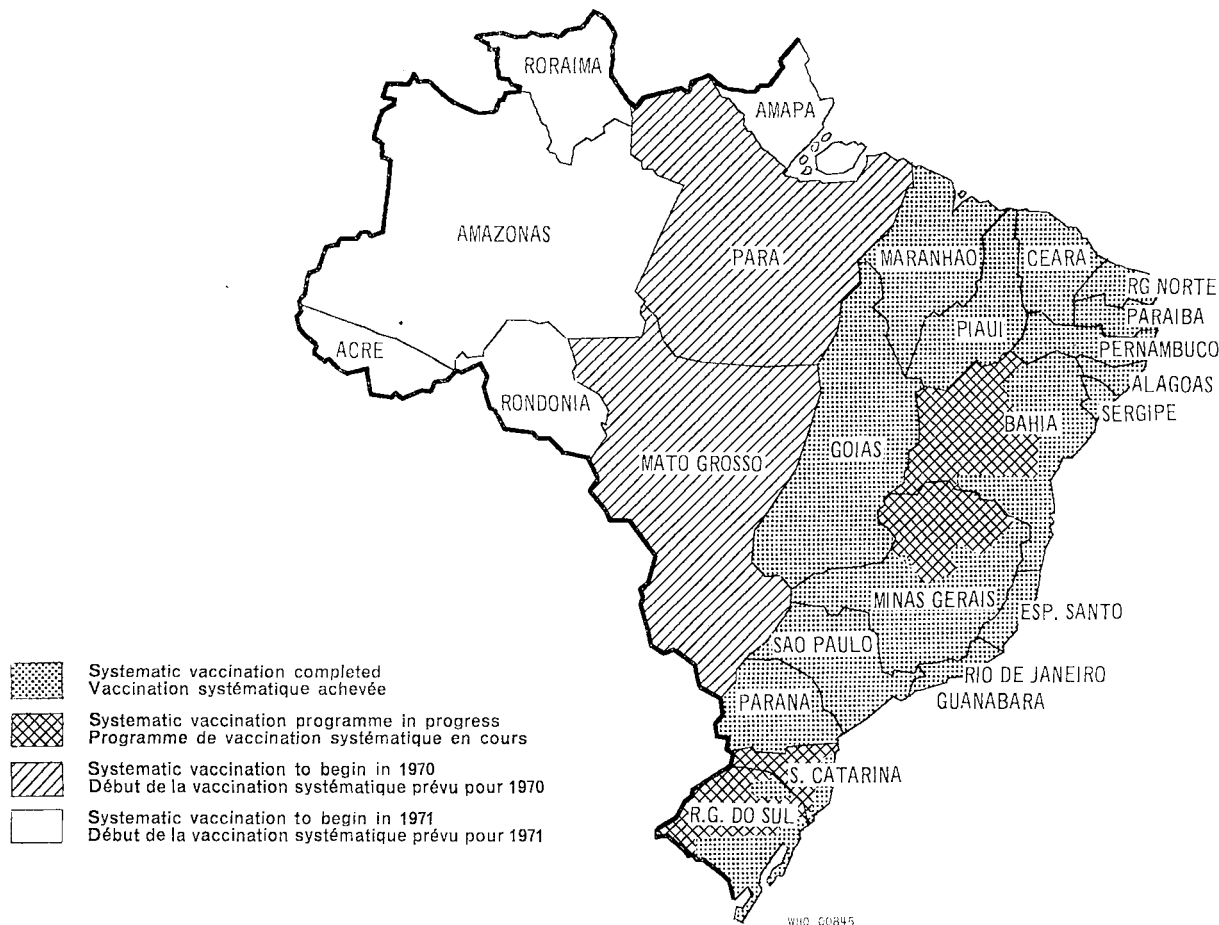 RORAIMA
AMAPA
AMAZONAS
PARA
MARANHAO
CEARA
RG NORTE
PARAIBA
PIAUI
PERNAMBUCO
ACRE
ALAGOAS
RONDONIA
SERGIPE
BAHIA
GOIAS
MATO GROSSO
MINAS GERAIS
ESP. SANTO
SAO PAULO
RIO DE JANEIRO
GUANABARA
PARANA
S. CATARINA
R.G. DO SUL
Systematic vaccination completed
Vaccination systématique achevée
Systematic vaccination programme in progress
Programme de vaccination systématique en cours
Systematic vaccination to begin in 1970
Début de la vaccination systématique prévu pour 1970
Systematic vaccination to begin in 1971
Début de la vaccination systématique prévu pour 1971
WHO 00845